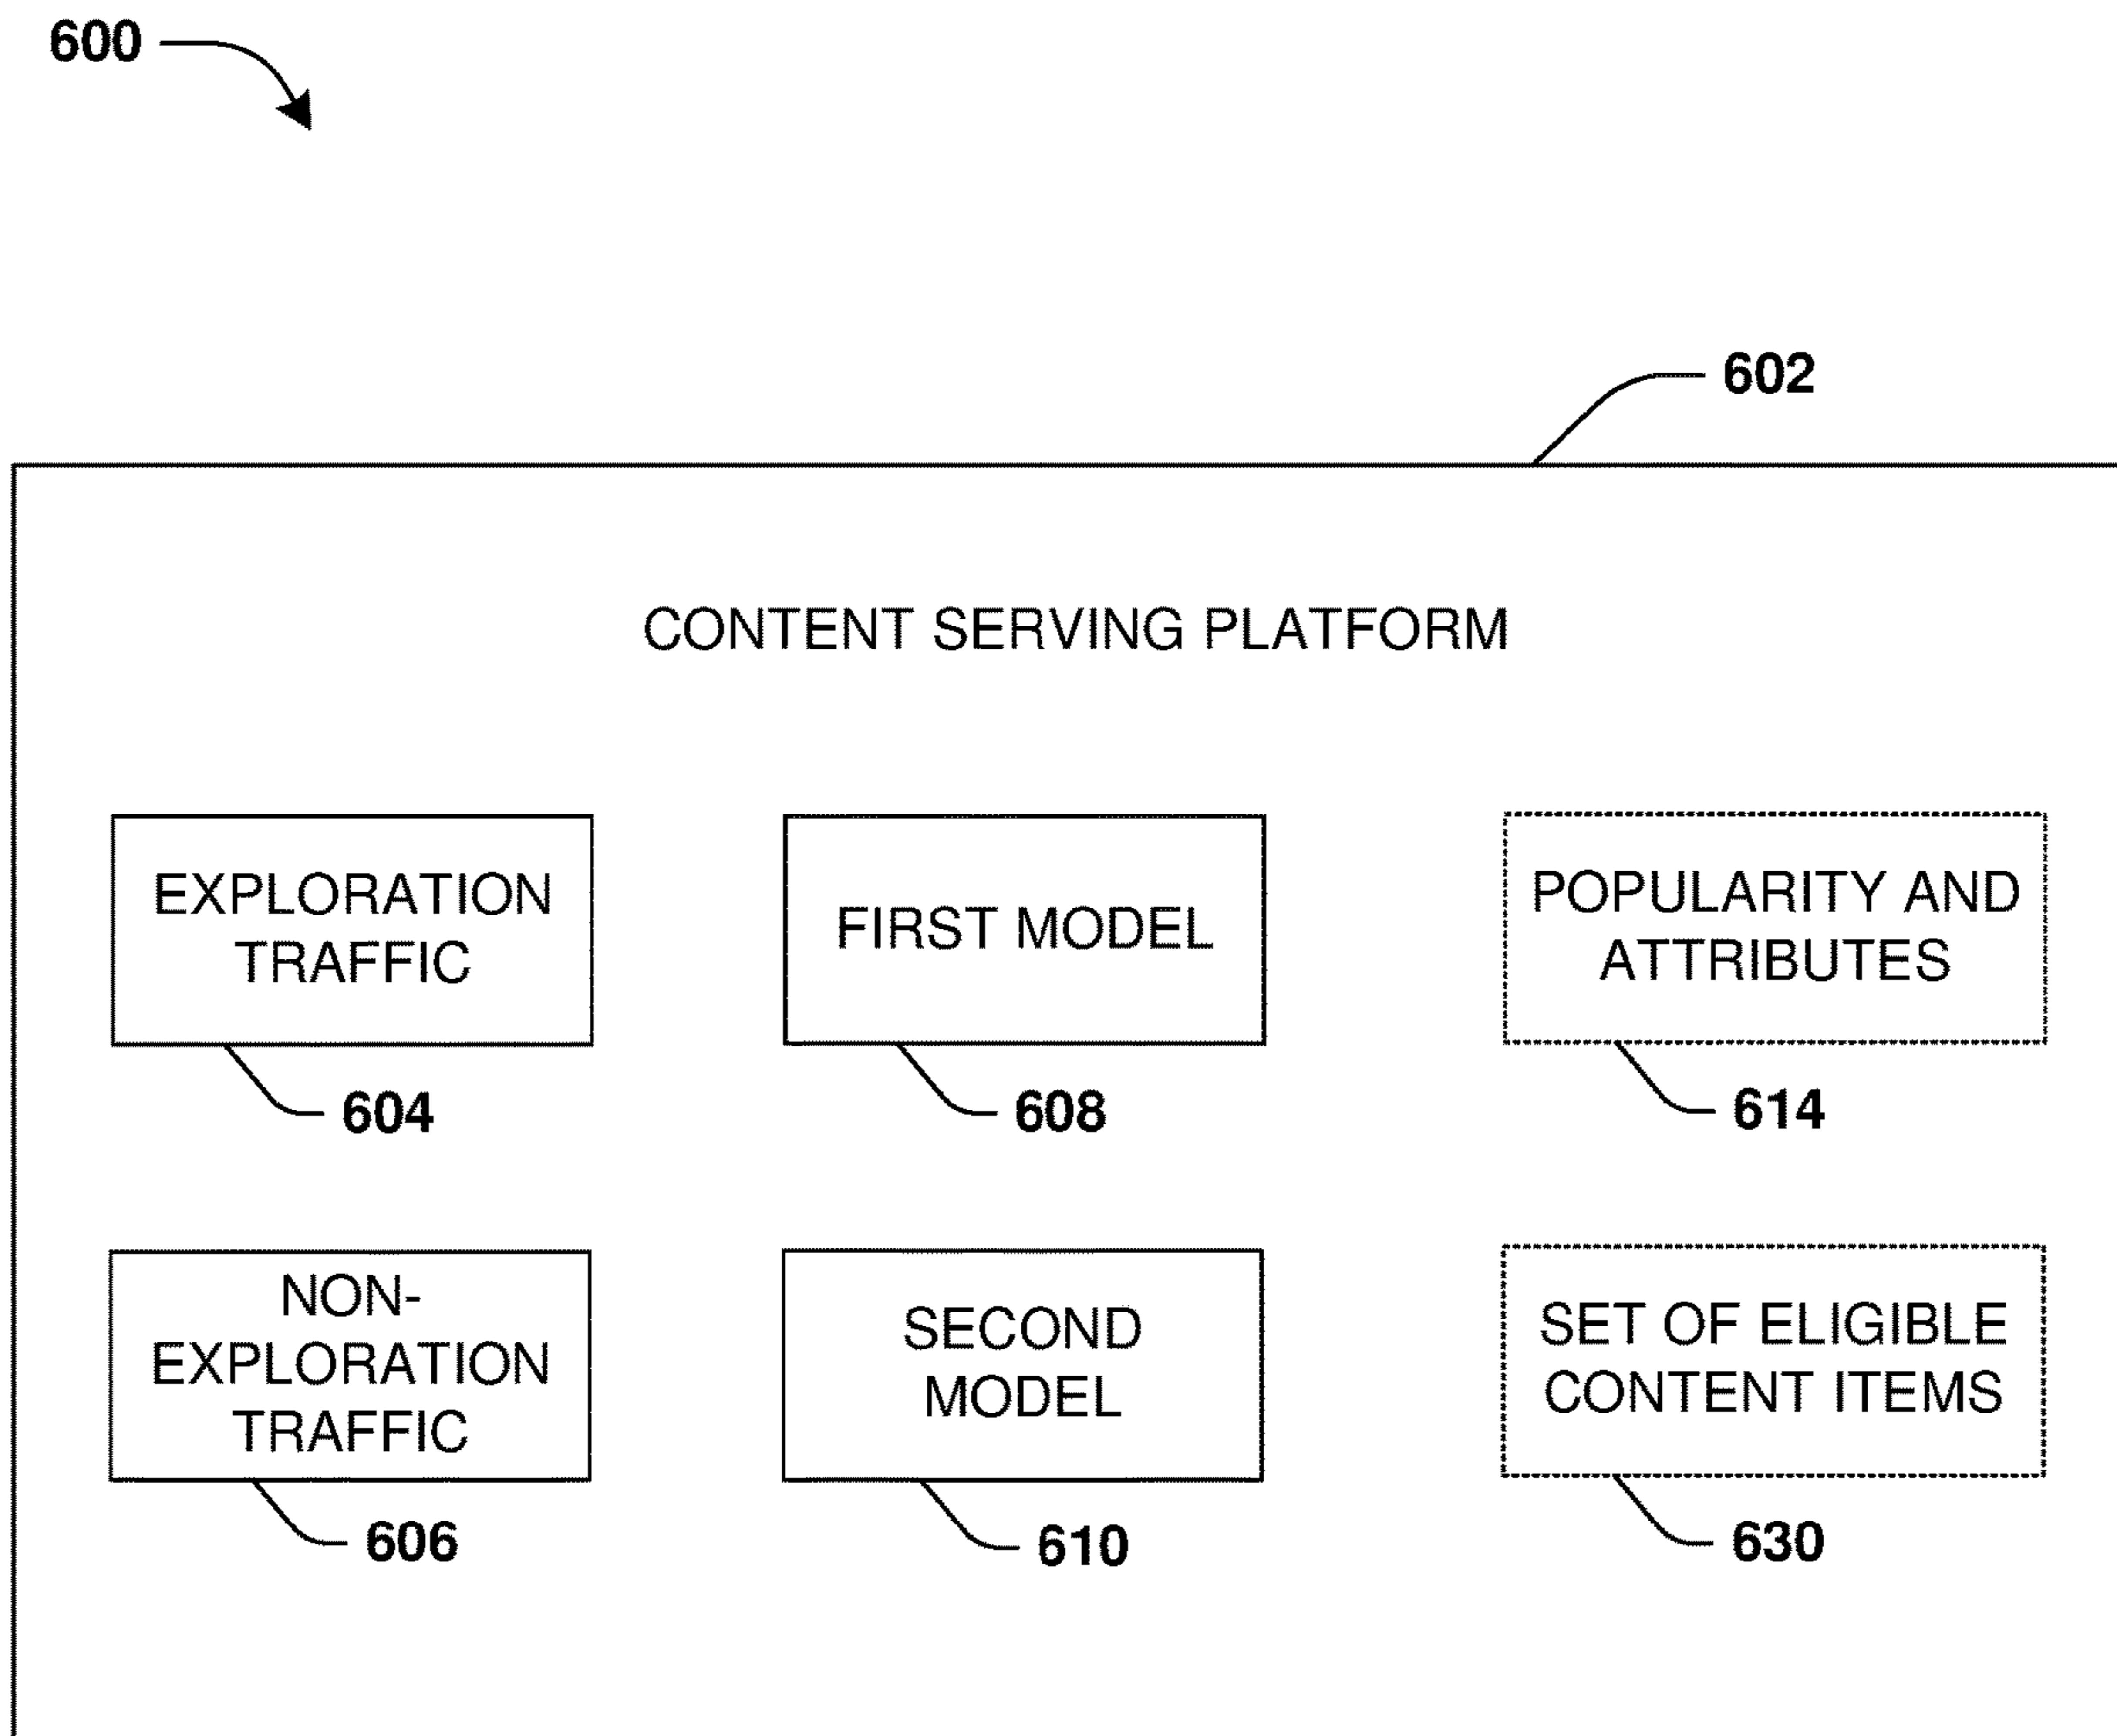 600
602
CONTENT SERVING PLATFORM
EXPLORATION
TRAFFIC
604
FIRST MODEL
608
POPULARITY AND
ATTRIBUTES
614
NON-
EXPLORATION
TRAFFIC
606
SECOND
MODEL
610
SET OF ELIGIBLE
CONTENT ITEMS
630